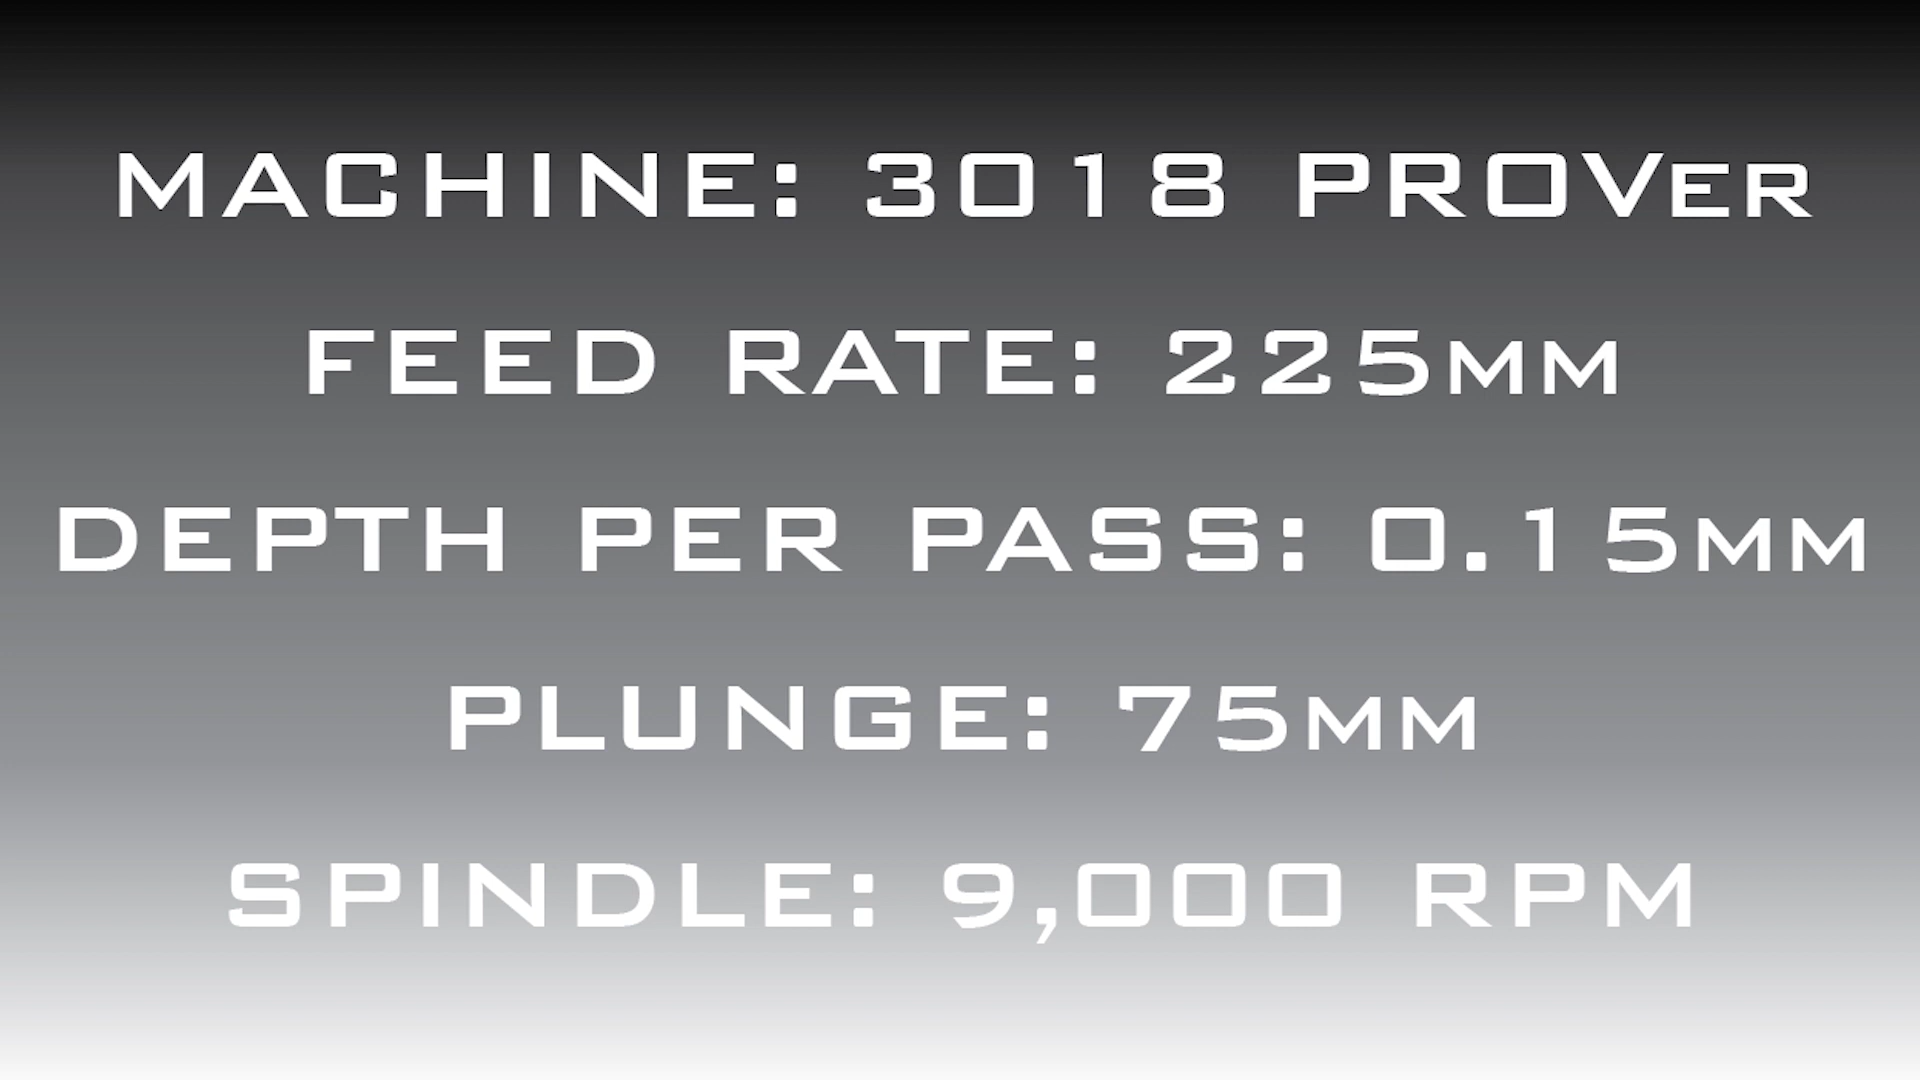 MACHINE: 3018 PROVer
FEED RATE: 225mm
DEPTH PER PASS: 0.15mm
PLUNGE: 75mm
SPINDLE: 9,000 RPM